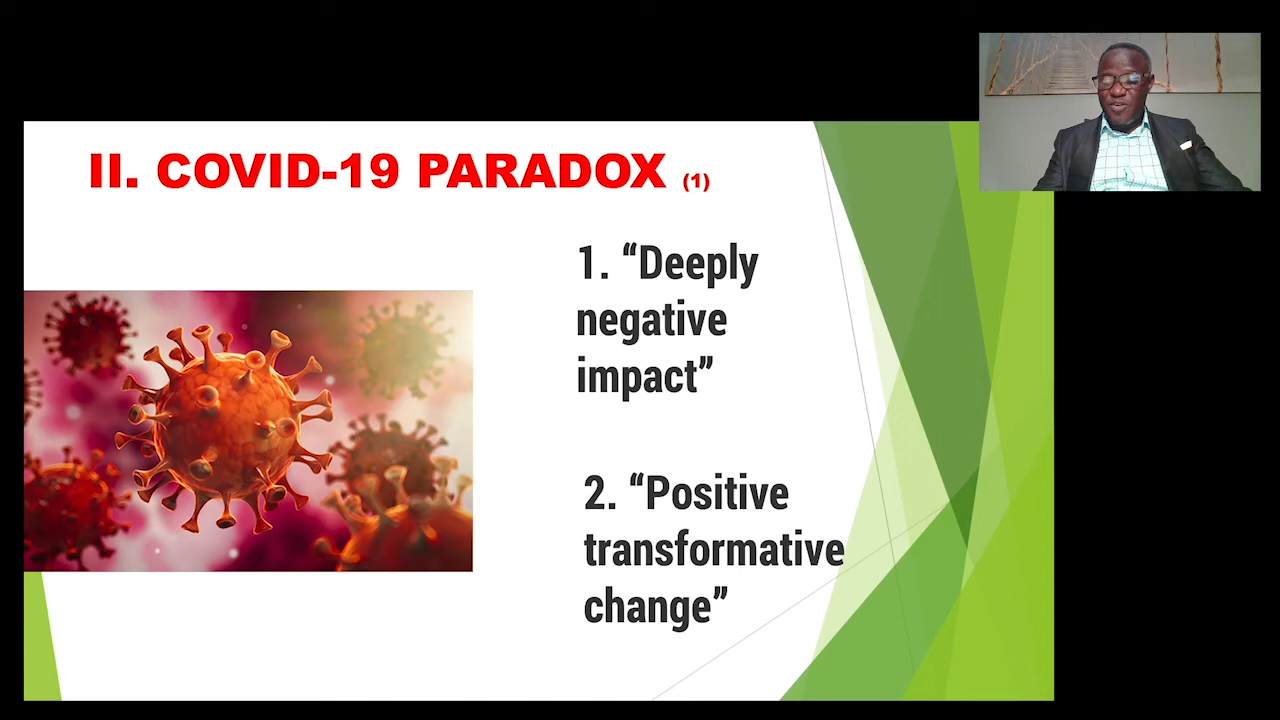 II. COVID-19 PARADOX (1)
1. “Deeply
negative
impact”
2. “Positive
transformative
change”